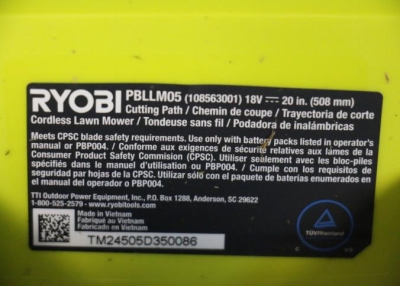 RYOBI PBLLM05 (108563001) 18V⎓ 20 in. (508 mm)
Cutting Path / Chemin de coupe / Trayectoria de corte
Cordless Lawn Mower / Tondeuse sans fil / Podadora de inalámbricas
Meets CPSC blade safety requirements. Use only with battery packs listed in operator's
manual or PBP004. / Conforme aux exigences de sécurité relatives aux lames du
Consumer Product Safety Commision (CPSC). Utiliser seulement avec les bloc-piles
spécifiés dans le manuel d'utilisation ou PBP004. / Cumple con los requisitos de
seguridad par hojas de la CPSC. Utilizar sólo con el paquete de baterías enumerados en
el manual del operador o PBP004.
TTI Outdoor Power Equipment, Inc., P.O. Box 1288, Anderson, SC 29622
1-800-525-2579 • www.ryobitools.com
Made in Vietnam
Fabriqué en Vietnam
Fabricado en Vietnam
TM24505D350086
TÜVRheinland
C US